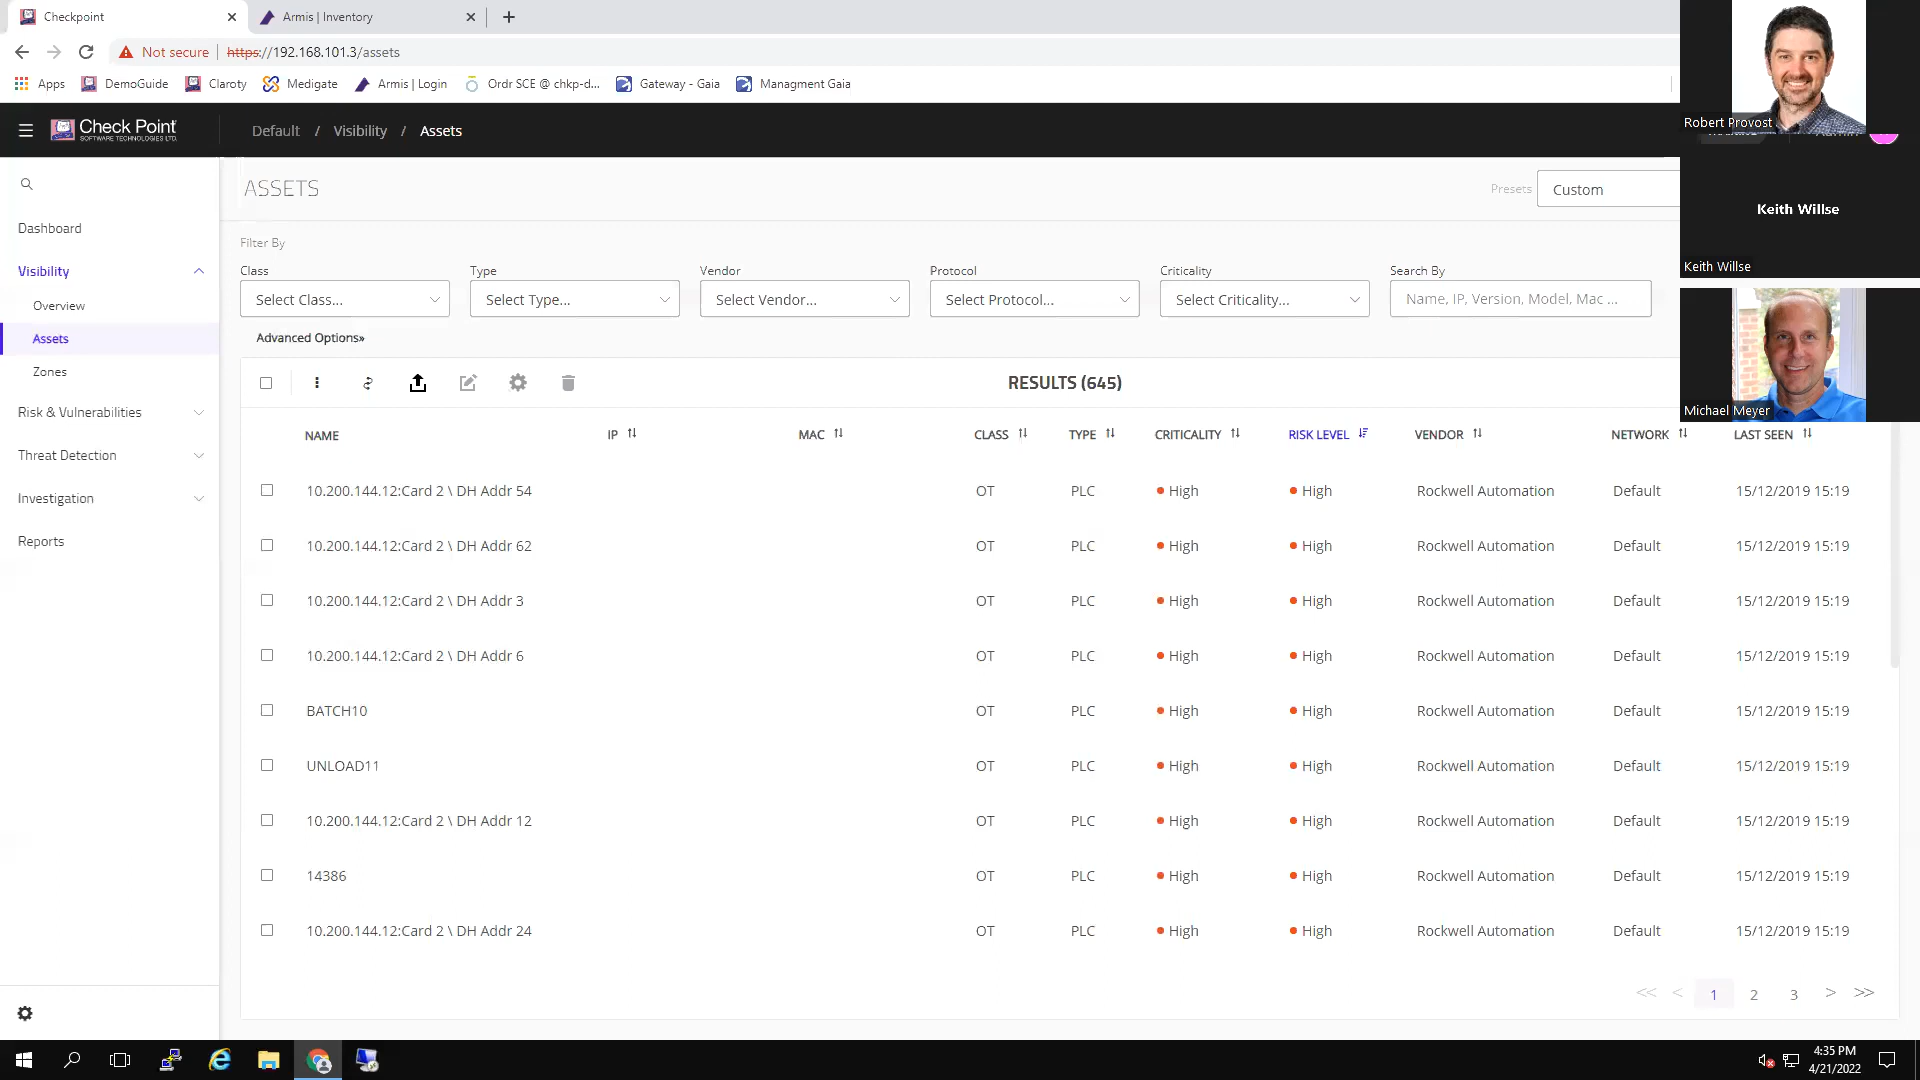 Checkpoint
Armis | Inventory
Not secure
https://192.168.101.3/assets
Apps
DemoGuide
Claroty
Medigate
Armis | Login
Ordr SCE @ chkp-d...
Gateway - Gaia
Managment Gaia
Check Point
SOFTWARE TECHNOLOGIES LTD.
Default / Visibility / Assets
Robert Provost
Keith Willse
Keith Willse
Michael Meyer
Dashboard
Visibility
Overview
Assets
Zones
Risk & Vulnerabilities
Threat Detection
Investigation
Reports
ASSETS
Presets
Custom
Filter By
Class
Type
Vendor
Protocol
Criticality
Search By
Select Class...
Select Type...
Select Vendor...
Select Protocol...
Select Criticality...
Name, IP, Version, Model, Mac ...
Advanced Options»
RESULTS (645)
NAME IP MAC CLASS TYPE CRITICALITY RISK LEVEL VENDOR NETWORK LAST SEEN
10.200.144.12:Card 2 \ DH Addr 54 OT PLC High High Rockwell Automation Default 15/12/2019 15:19
10.200.144.12:Card 2 \ DH Addr 62 OT PLC High High Rockwell Automation Default 15/12/2019 15:19
10.200.144.12:Card 2 \ DH Addr 3 OT PLC High High Rockwell Automation Default 15/12/2019 15:19
10.200.144.12:Card 2 \ DH Addr 6 OT PLC High High Rockwell Automation Default 15/12/2019 15:19
BATCH10 OT PLC High High Rockwell Automation Default 15/12/2019 15:19
UNLOAD11 OT PLC High High Rockwell Automation Default 15/12/2019 15:19
10.200.144.12:Card 2 \ DH Addr 12 OT PLC High High Rockwell Automation Default 15/12/2019 15:19
14386 OT PLC High High Rockwell Automation Default 15/12/2019 15:19
10.200.144.12:Card 2 \ DH Addr 24 OT PLC High High Rockwell Automation Default 15/12/2019 15:19
<< < 1 2 3 > >>
4:35 PM
4/21/2022